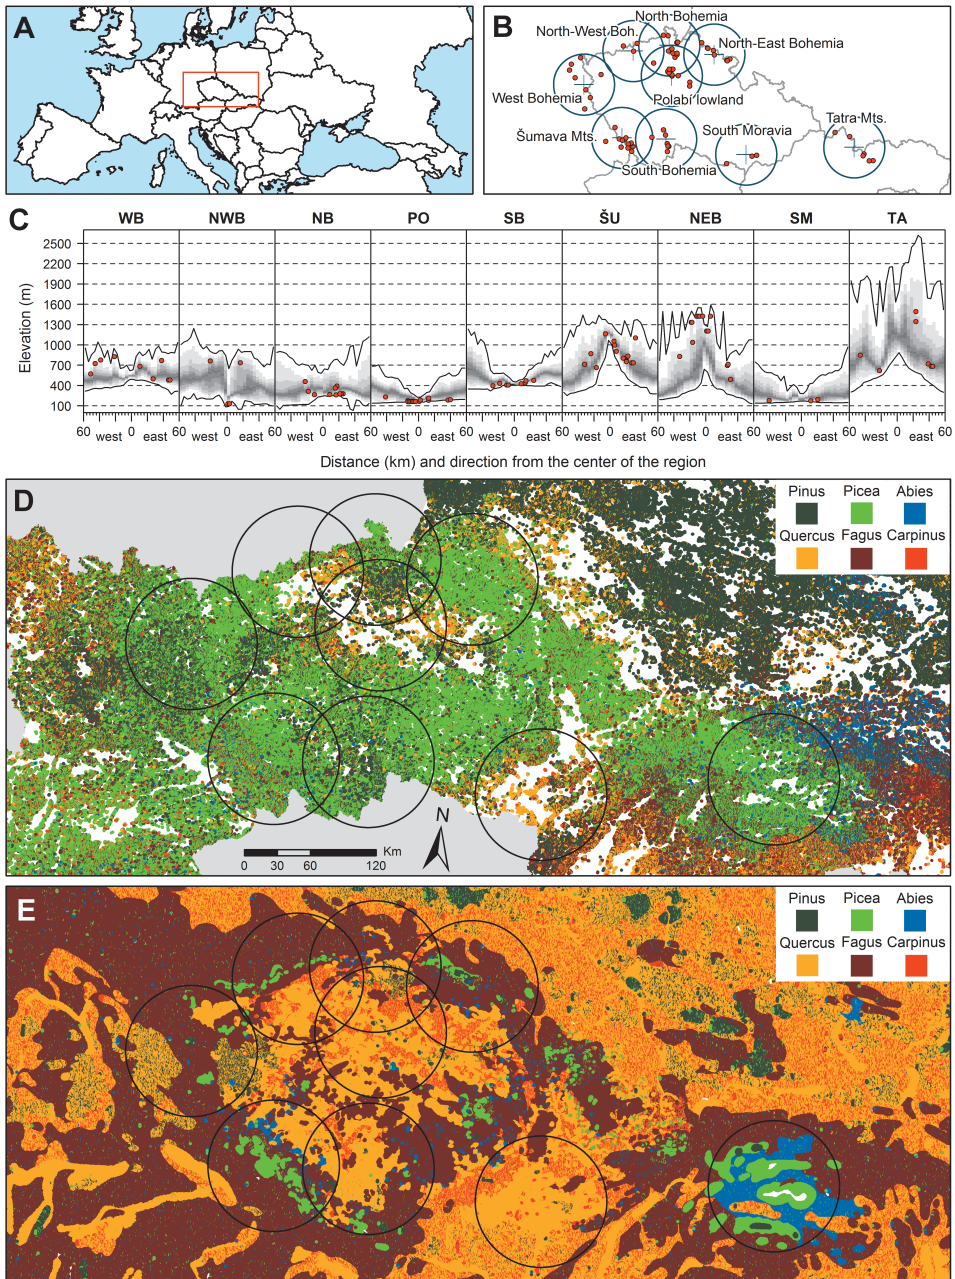 A
B
North Bohemia
North-West Boh.
North-East Bohemia
West Bohemia
Polabí lowland
Šumava Mts.
South Moravia
Tatra Mts.
South Bohemia
C
WB NWB NB PO SB ŠU NEB SM TA
Elevation (m)
2500
2200
1900
1600
1300
1000
700
400
100
60 0 60 0 60 0 60 0 60 0 60 0 60 0 60 0 60 0 60
west east west east west east west east west east west east west east west east west east
Distance (km) and direction from the center of the region
D
Pinus Picea Abies
Quercus Fagus Carpinus
N
Km
0 30 60 120
E
Pinus Picea Abies
Quercus Fagus Carpinus